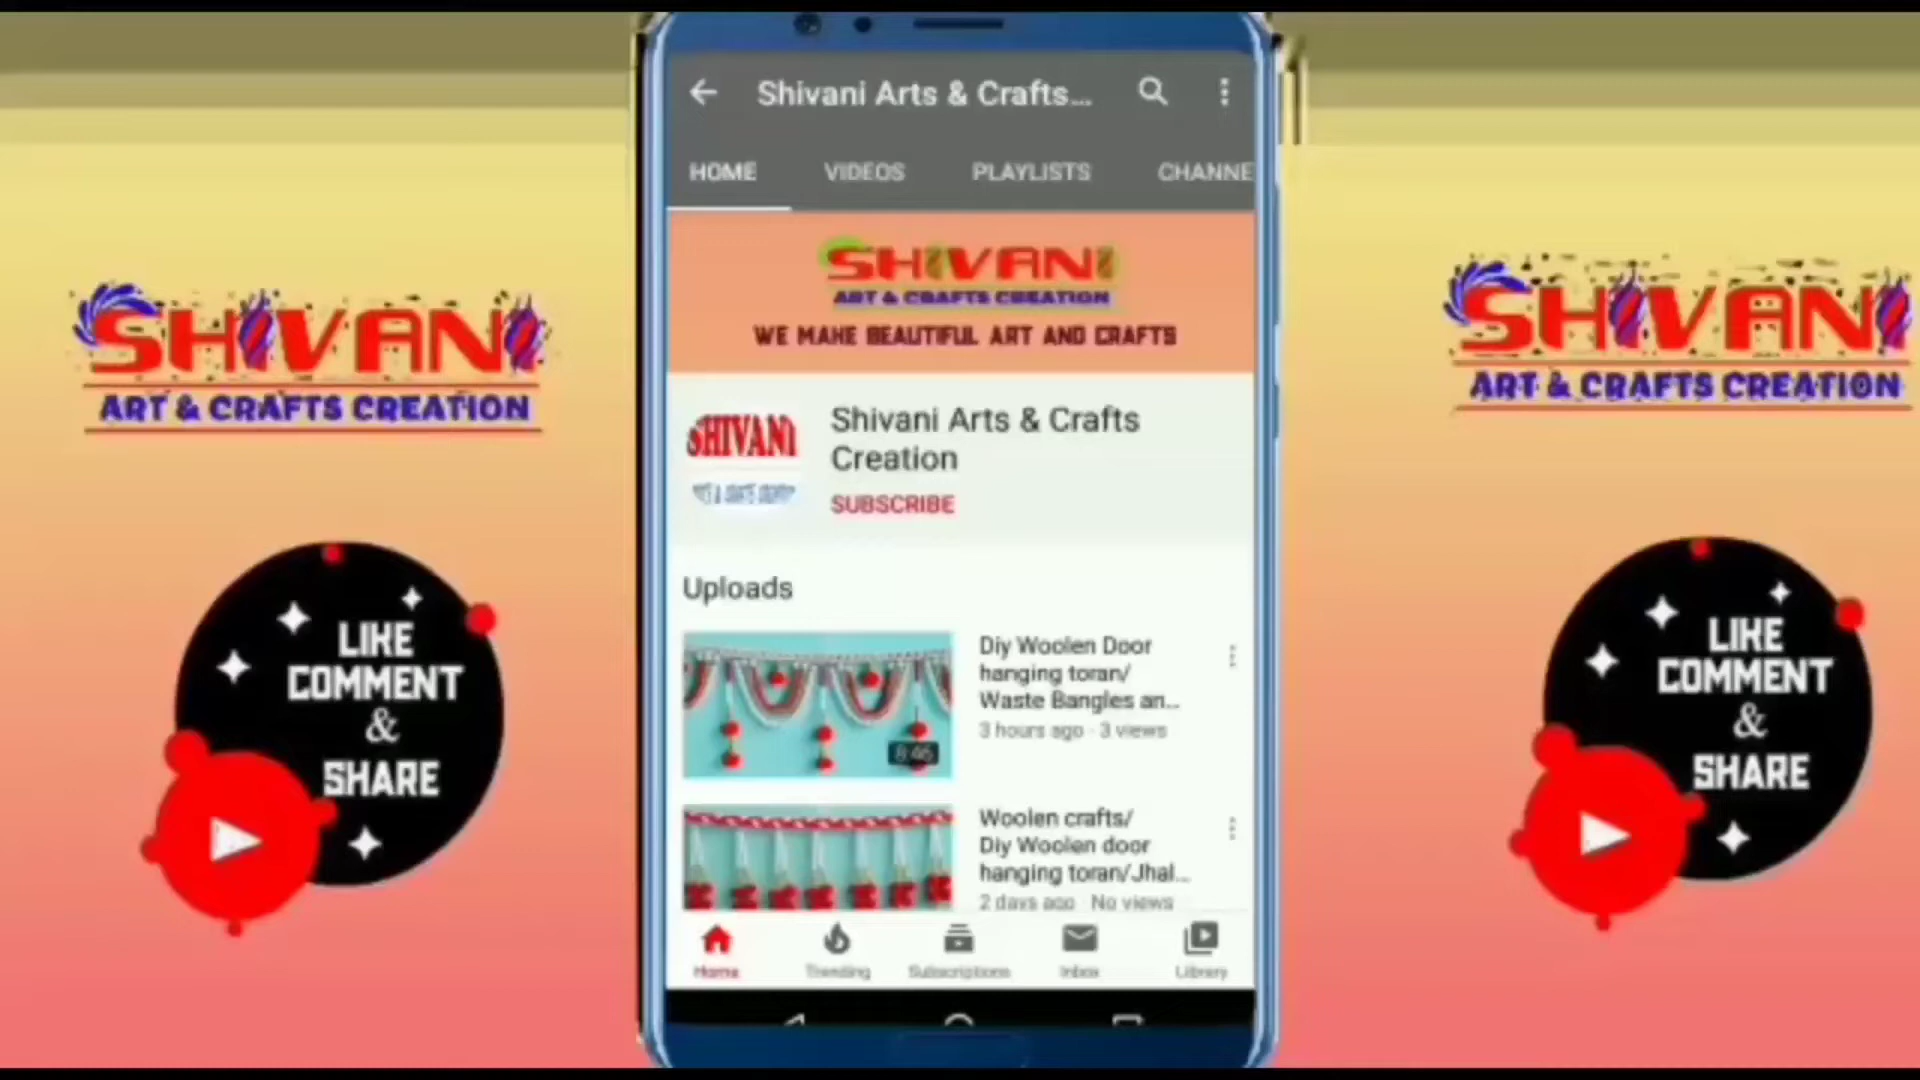 Shivani Arts & Crafts...
HOME VIDEOS PLAYLISTS CHANNE
SHIVANI
ART & CRAFTS CREATION
WE MAKE BEAUTIFUL ART AND CRAFTS
SHIVANI
Shivani Arts & Crafts
Creation
SUBSCRIBE
Uploads
8:46
Diy Woolen Door
hanging toran/
Waste Bangles an...
3 hours ago · 3 views
Woolen crafts/
Diy Woolen door
hanging toran/Jhal...
2 days ago · No views
Home Trending Subscriptions Inbox Library
SHIVANI
ART & CRAFTS CREATION
LIKE
COMMENT
&
SHARE
SHIVANI
ART & CRAFTS CREATION
LIKE
COMMENT
&
SHARE